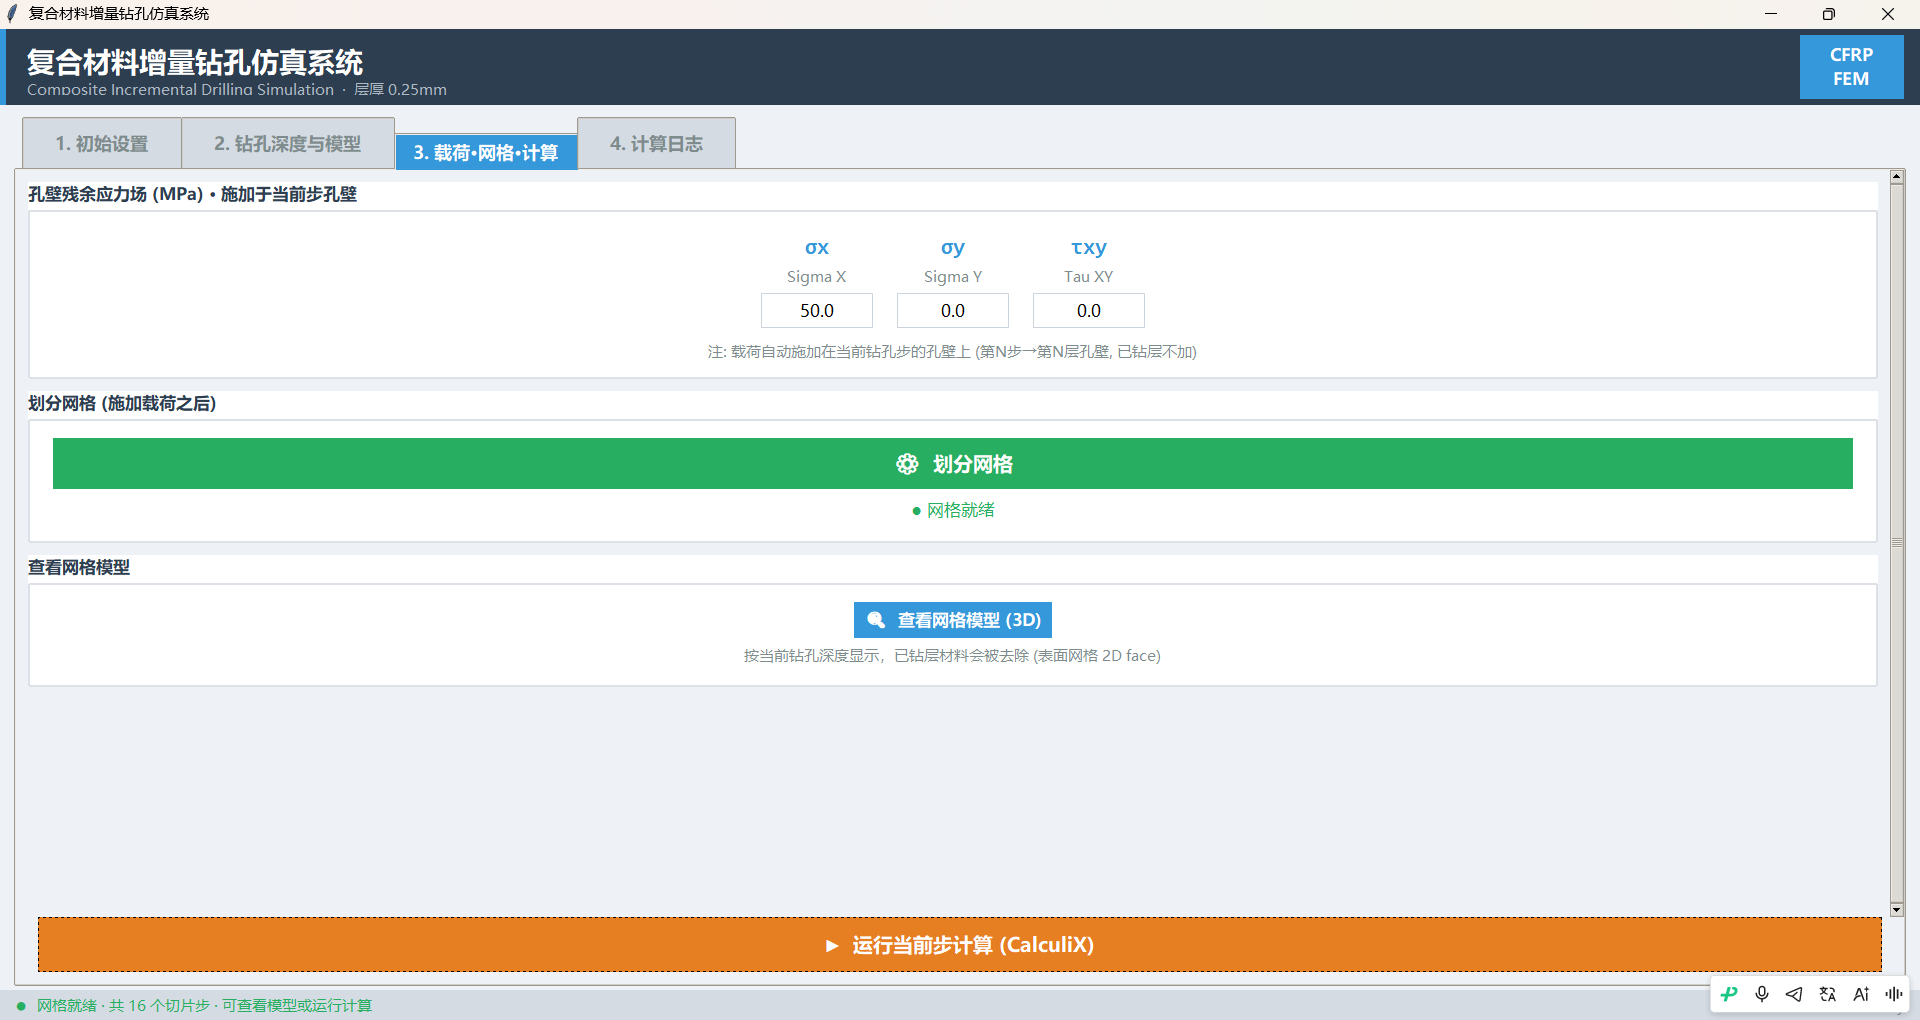 复合材料增量钻孔仿真系统
复合材料增量钻孔仿真系统
Composite Incremental Drilling Simulation · 层厚 0.25mm
CFRP
FEM
1. 初始设置
2. 钻孔深度与模型
3. 载荷•网格•计算
4. 计算日志
孔壁残余应力场 (MPa) • 施加于当前步孔壁
σx
σy
τxy
Sigma X
Sigma Y
Tau XY
50.0
0.0
0.0
注: 载荷自动施加在当前钻孔步的孔壁上 (第N步→第N层孔壁, 已钻层不加)
划分网格 (施加载荷之后)
划分网格
● 网格就绪
查看网格模型
查看网格模型 (3D)
按当前钻孔深度显示，已钻层材料会被去除 (表面网格 2D face)
▶ 运行当前步计算 (CalculiX)
● 网格就绪 · 共 16 个切片步 · 可查看模型或运行计算